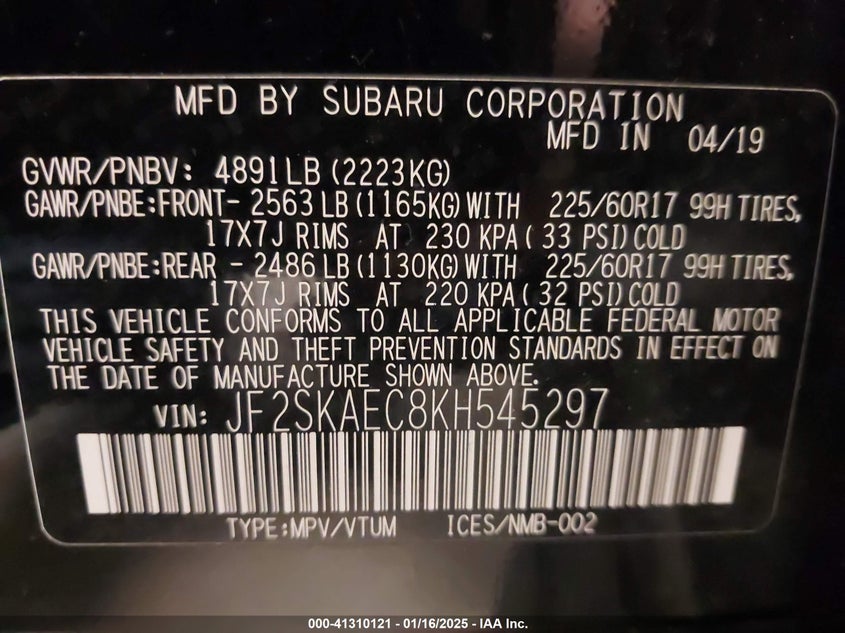 MFD BY SUBARU CORPORATION
MFD IN 04/19
GVWR/PNBV: 4891LB (2223KG)
GAWR/PNBE:FRONT- 2563 LB (1165KG) WITH 225/60R17 99H TIRES,
17X7J RIMS AT 230 KPA ( 33 PSI) COLD
GAWR/PNBE:REAR - 2486 LB (1130KG) WITH 225/60R17 99H TIRES,
17X7J RIMS AT 220 KPA ( 32 PSI) COLD
THIS VEHICLE CONFORMS TO ALL APPLICABLE FEDERAL MOTOR
VEHICLE SAFETY AND THEFT PREVENTION STANDARDS IN EFFECT ON
THE DATE OF MANUFACTURE SHOWN ABOVE.
VIN: JF2SKAEC8KH545297
TYPE:MPV/VTUM ICES/NMB-002
000-41310121 - 01/16/2025 - IAA Inc.